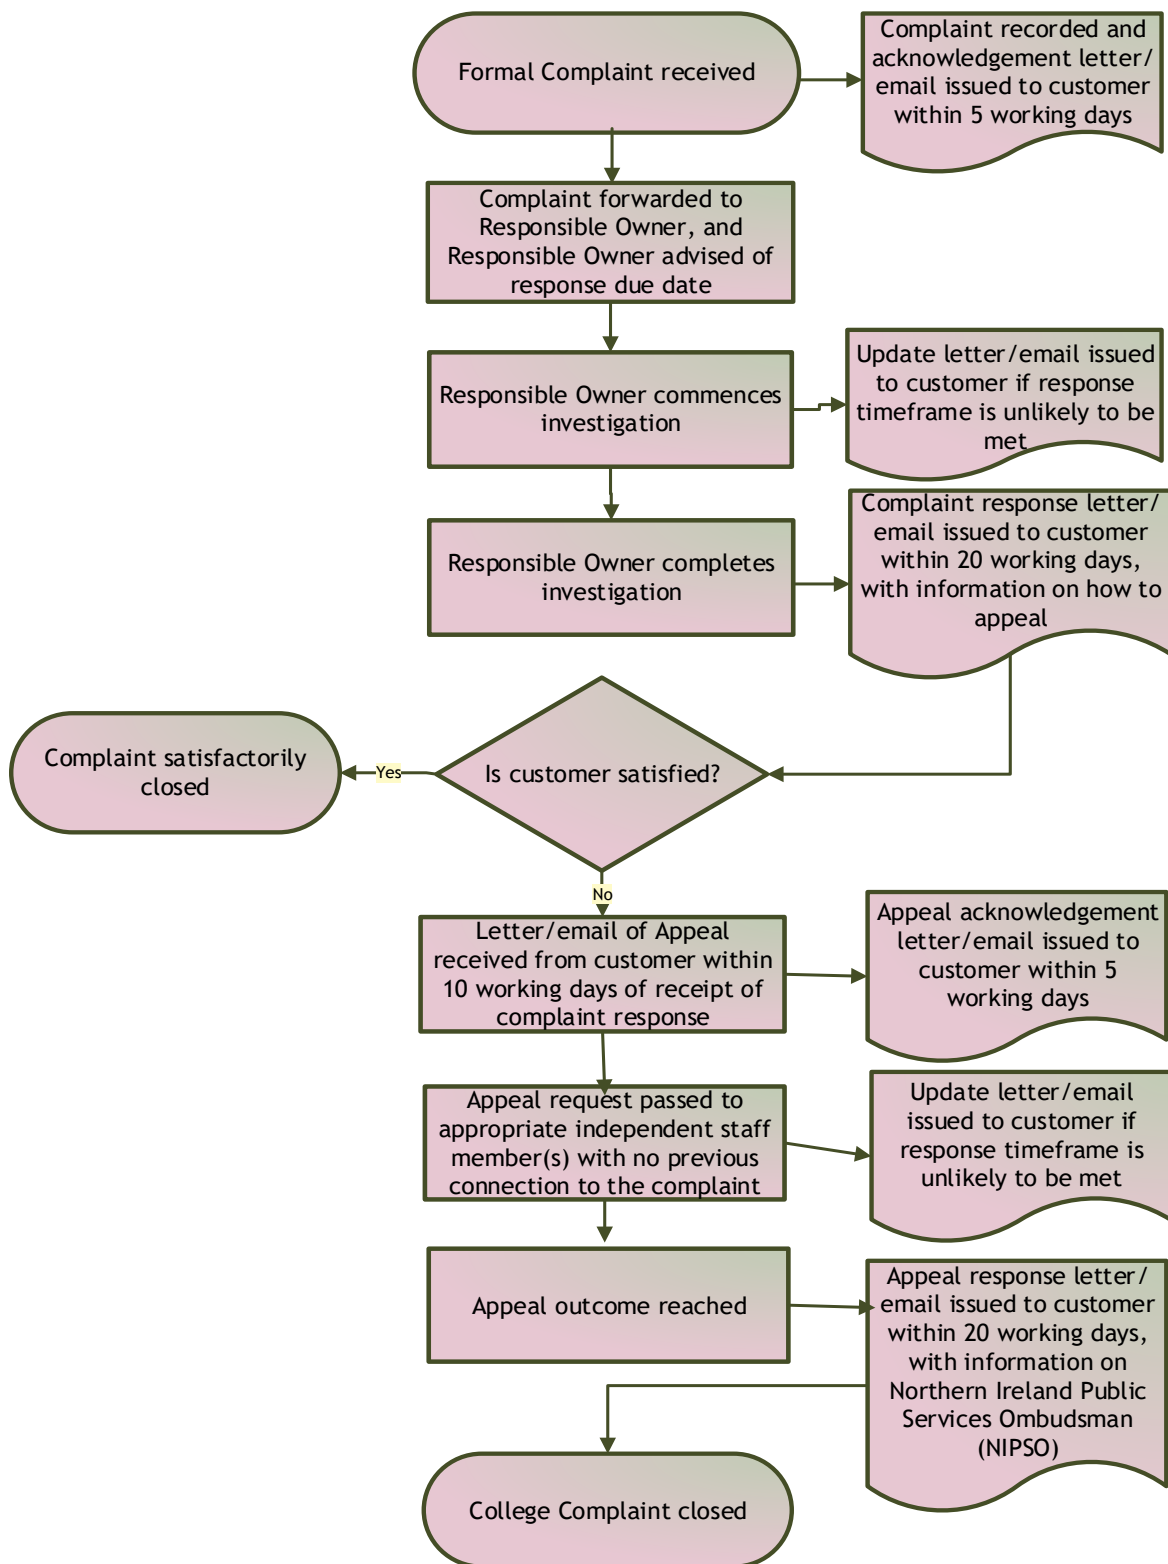 Formal Complaint received
Complaint recorded and
acknowledgement letter/
email issued to customer
within 5 working days
Complaint forwarded to
Responsible Owner, and
Responsible Owner advised of
response due date
Responsible Owner commences
investigation
Update letter/email issued
to customer if response
timeframe is unlikely to be
met
Responsible Owner completes
investigation
Complaint response letter/
email issued to customer
within 20 working days,
with information on how to
appeal
Is customer satisfied?
Yes
Complaint satisfactorily
closed
No
Letter/email of Appeal
received from customer within
10 working days of receipt of
complaint response
Appeal acknowledgement
letter/email issued to
customer within 5
working days
Appeal request passed to
appropriate independent staff
member(s) with no previous
connection to the complaint
Update letter/email
issued to customer if
response timeframe is
unlikely to be met
Appeal outcome reached
Appeal response letter/
email issued to customer
within 20 working days,
with information on
Northern Ireland Public
Services Ombudsman
(NIPSO)
College Complaint closed